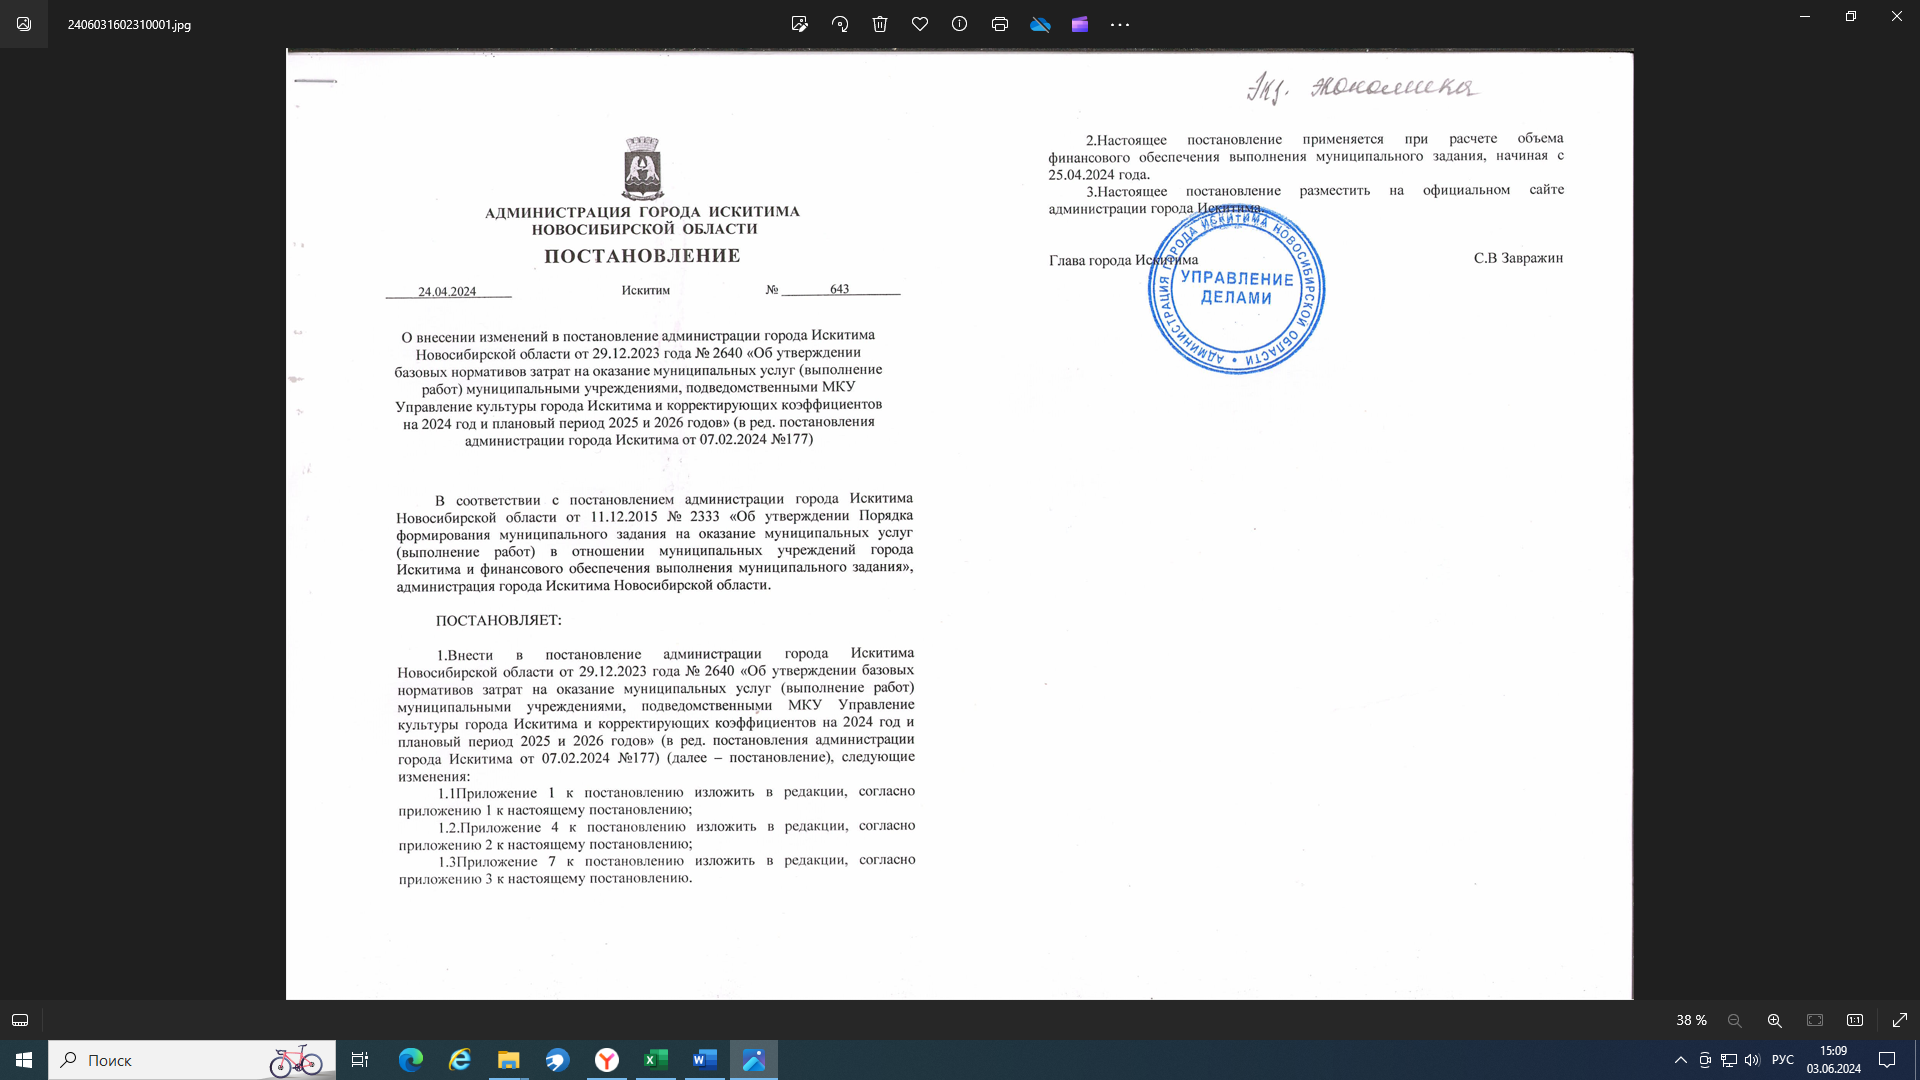 2406031602310001.jpg
АДМИНИСТРАЦИЯ ГОРОДА ИСКИТИМА
НОВОСИБИРСКОЙ ОБЛАСТИ
ПОСТАНОВЛЕНИЕ
24.04.2024 Искитим № 643
О внесении изменений в постановление администрации города Искитима
Новосибирской области от 29.12.2023 года № 2640 «Об утверждении
базовых нормативов затрат на оказание муниципальных услуг (выполнение
работ) муниципальными учреждениями, подведомственными МКУ
Управление культуры города Искитима и корректирующих коэффициентов
на 2024 год и плановый период 2025 и 2026 годов» (в ред. постановления
администрации города Искитима от 07.02.2024 №177)
В соответствии с постановлением администрации города Искитима
Новосибирской области от 11.12.2015 № 2333 «Об утверждении Порядка
формирования муниципального задания на оказание муниципальных услуг
(выполнение работ) в отношении муниципальных учреждений города
Искитима и финансового обеспечения выполнения муниципального задания»,
администрация города Искитима Новосибирской области.
ПОСТАНОВЛЯЕТ:
1.Внести в постановление администрации города Искитима
Новосибирской области от 29.12.2023 года № 2640 «Об утверждении базовых
нормативов затрат на оказание муниципальных услуг (выполнение работ)
муниципальными учреждениями, подведомственными МКУ Управление
культуры города Искитима и корректирующих коэффициентов на 2024 год и
плановый период 2025 и 2026 годов» (в ред. постановления администрации
города Искитима от 07.02.2024 №177) (далее – постановление), следующие
изменения:
1.1Приложение 1 к постановлению изложить в редакции, согласно
приложению 1 к настоящему постановлению;
1.2.Приложение 4 к постановлению изложить в редакции, согласно
приложению 2 к настоящему постановлению;
1.3Приложение 7 к постановлению изложить в редакции, согласно
приложению 3 к настоящему постановлению.
Экз. экономика
2.Настоящее постановление применяется при расчете объема
финансового обеспечения выполнения муниципального задания, начиная с
25.04.2024 года.
3.Настоящее постановление разместить на официальном сайте
администрации города Искитима.
Глава города Искитима С.В Завражин
АДМИНИСТРАЦИЯ ГОРОДА ИСКИТИМА НОВОСИБИРСКОЙ ОБЛАСТИ
УПРАВЛЕНИЕ
ДЕЛАМИ
38 %
1:1
Поиск
РУС
15:09
03.06.2024